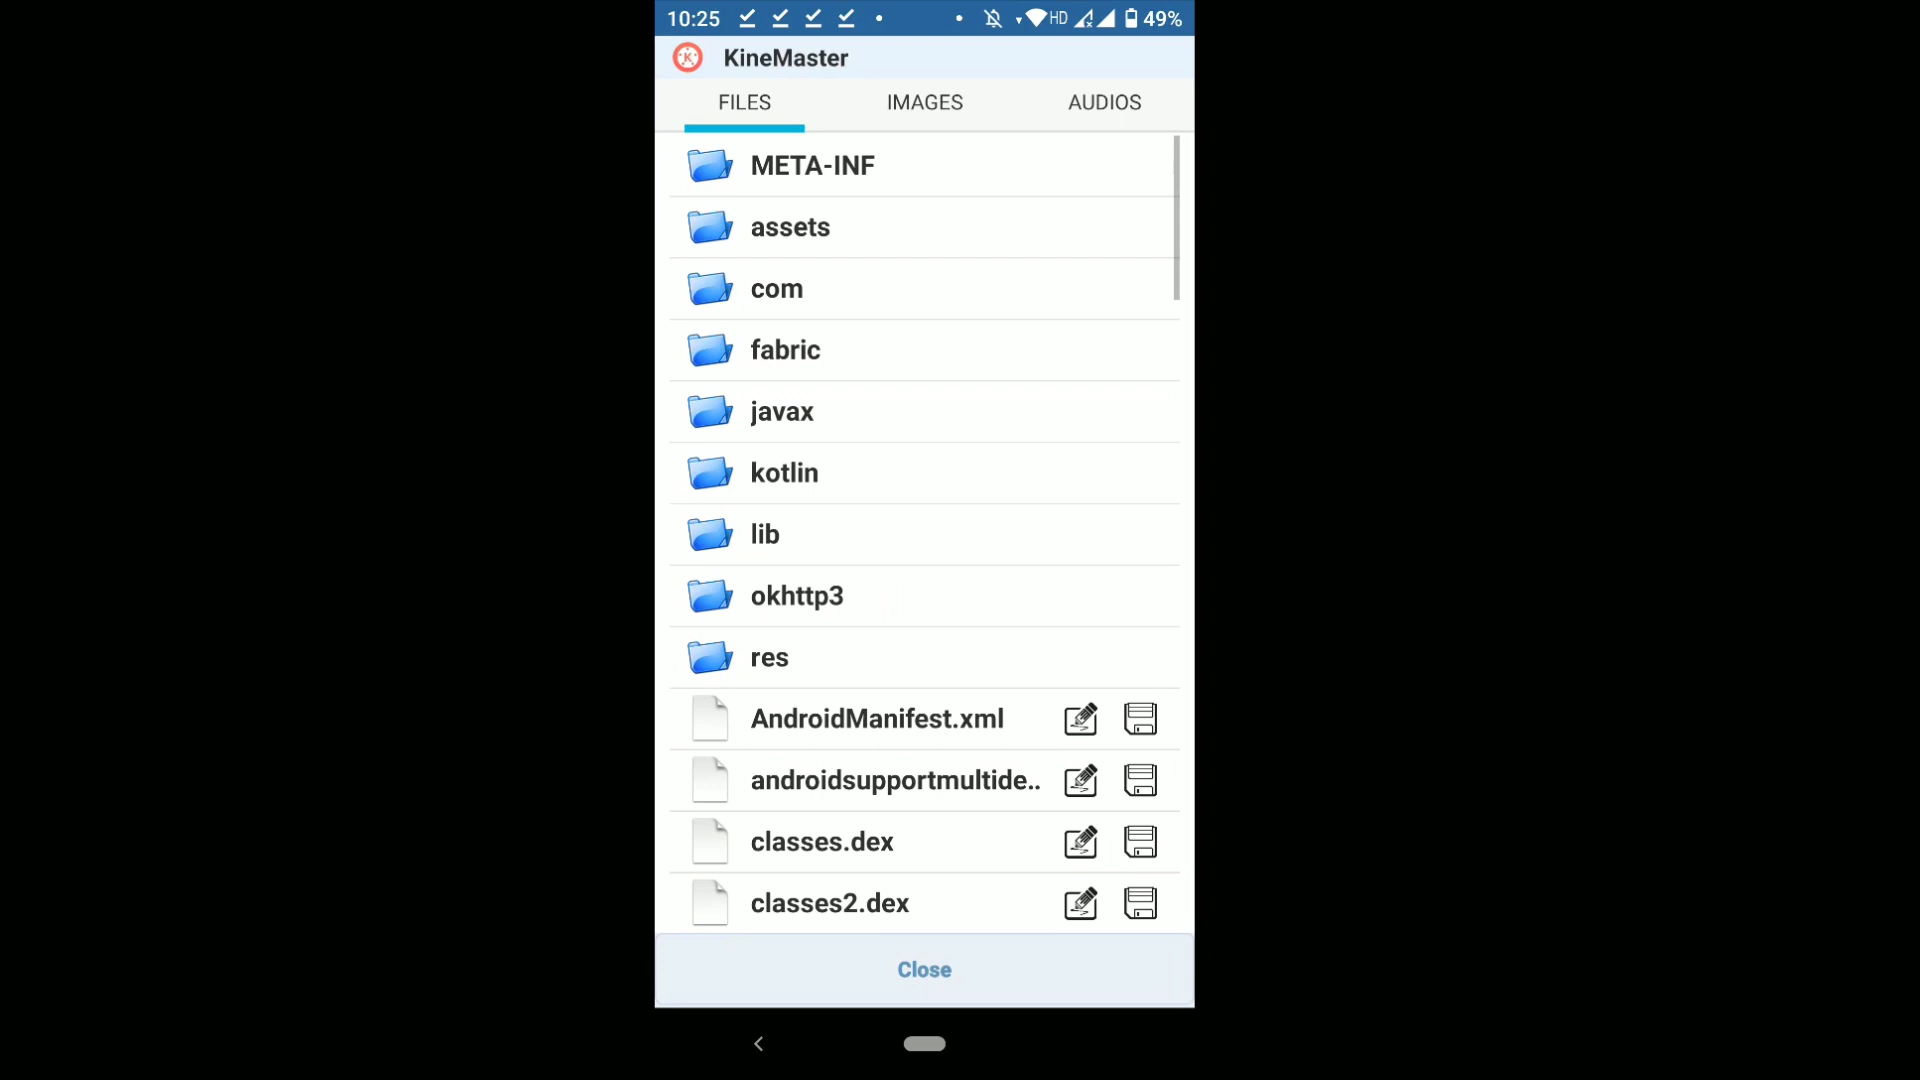 10:25 HD 49%
KineMaster
FILES IMAGES AUDIOS
META-INF
assets
com
fabric
javax
kotlin
lib
okhttp3
res
AndroidManifest.xml
androidsupportmultide..
classes.dex
classes2.dex
Close